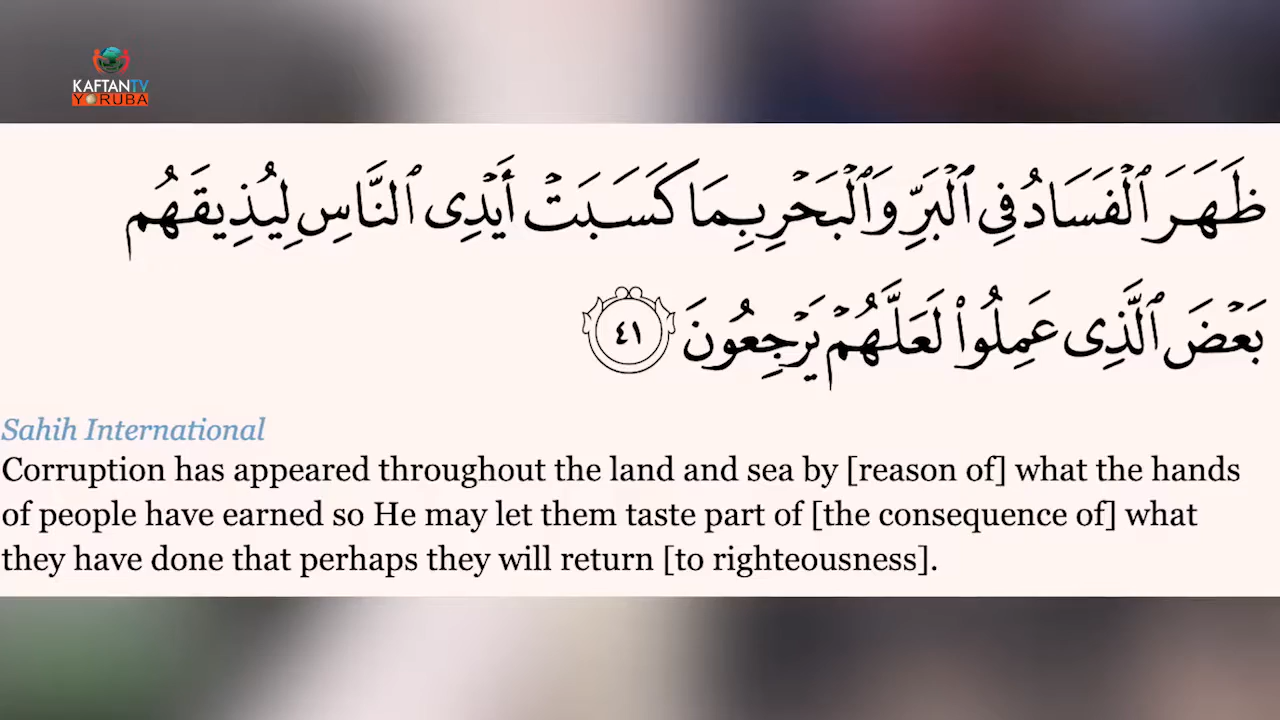 KAFTANTV
YORUBA
ظَهَرَ ٱلْفَسَادُ فِى ٱلْبَرِّ وَٱلْبَحْرِ بِمَا كَسَبَتْ أَيْدِى ٱلنَّاسِ لِيُذِيقَهُم
بَعْضَ ٱلَّذِى عَمِلُوا۟ لَعَلَّهُمْ يَرْجِعُونَ ٤١
Sahih International
Corruption has appeared throughout the land and sea by [reason of] what the hands
of people have earned so He may let them taste part of [the consequence of] what
they have done that perhaps they will return [to righteousness].